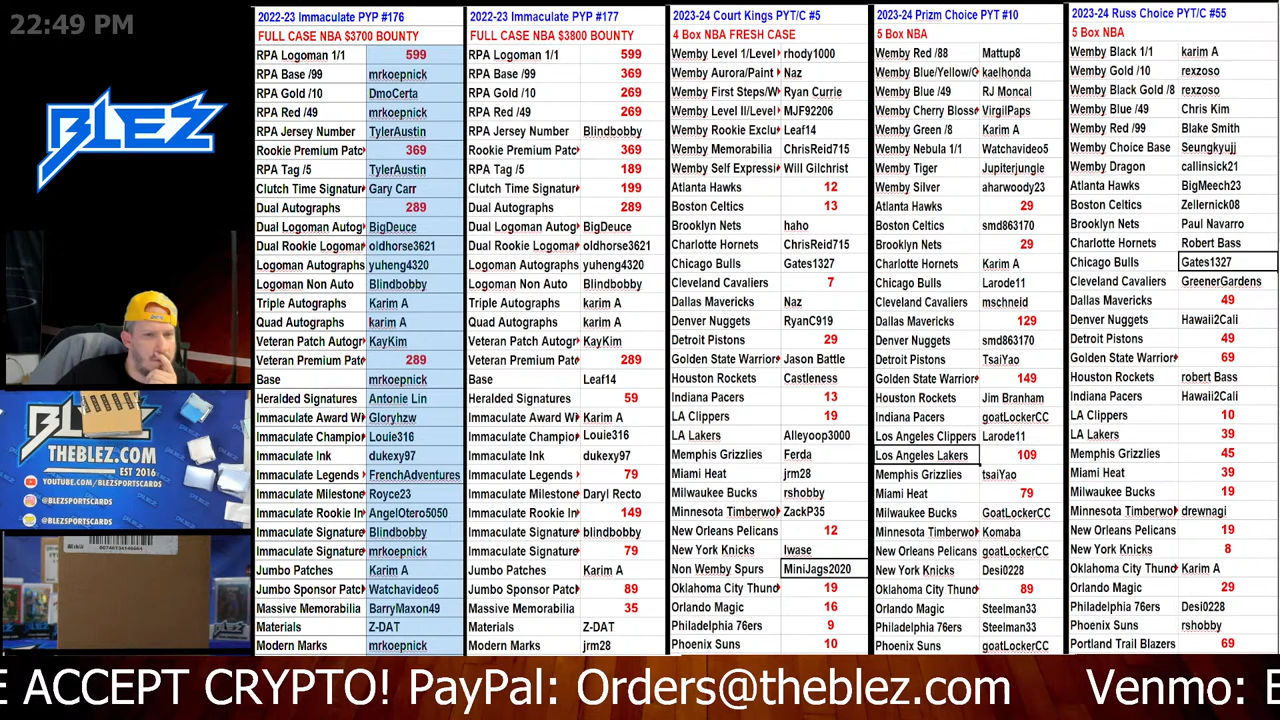 22:49 PM
BLEZ
BLEZ
THEBLEZ.COM
EST 2016
YOUTUBE.COM/BLEZSPORTSCARDS
@BLEZSPORTSCARDS
@BLEZSPORTSCARDS
2022-23 Immaculate PYP #176
FULL CASE NBA $3700 BOUNTY
RPA Logoman 1/1 599
RPA Base /99 mrkoepnick
RPA Gold /10 DmoCerta
RPA Red /49 mrkoepnick
RPA Jersey Number TylerAustin
Rookie Premium Patc 369
RPA Tag /5 TylerAustin
Clutch Time Signatur Gary Carr
Dual Autographs 289
Dual Logoman Autog BigDeuce
Dual Rookie Logoma oldhorse3621
Logoman Autographs yuheng4320
Logoman Non Auto Blindbobby
Triple Autographs Karim A
Quad Autographs karim A
Veteran Patch Autogr KayKim
Veteran Premium Pat 289
Base mrkoepnick
Heralded Signatures Antonie Lin
Immaculate Award Wi Gloryhzw
Immaculate Champio Louie316
Immaculate Ink dukexy97
Immaculate Legends FrenchAdventures
Immaculate Mileston Royce23
Immaculate Rookie In AngelOtero5050
Immaculate Signatur Blindbobby
Immaculate Signatur mrkoepnick
Jumbo Patches Karim A
Jumbo Sponsor Patc Watchavideo5
Massive Memorabilia BarryMaxon49
Materials Z-DAT
Modern Marks mrkoepnick
2022-23 Immaculate PYP #177
FULL CASE NBA $3800 BOUNTY
RPA Logoman 1/1 599
RPA Base /99 369
RPA Gold /10 269
RPA Red /49 269
RPA Jersey Number Blindbobby
Rookie Premium Patc 369
RPA Tag /5 189
Clutch Time Signatur 199
Dual Autographs 289
Dual Logoman Autog BigDeuce
Dual Rookie Logomar oldhorse3621
Logoman Autographs yuheng4320
Logoman Non Auto Blindbobby
Triple Autographs karim A
Quad Autographs karim A
Veteran Patch Autogr KayKim
Veteran Premium Pat 289
Base Leaf14
Heralded Signatures 59
Immaculate Award Wi Karim A
Immaculate Champio Louie316
Immaculate Ink dukexy97
Immaculate Legends 79
Immaculate Milestone Daryl Recto
Immaculate Rookie In 149
Immaculate Signature blindbobby
Immaculate Signature 79
Jumbo Patches Karim A
Jumbo Sponsor Patc 89
Massive Memorabilia 35
Materials Z-DAT
Modern Marks jrm28
2023-24 Court Kings PYT/C #5
4 Box NBA FRESH CASE
Wemby Level 1/Level rhody1000
Wemby Aurora/Paint Naz
Wemby First Steps/W Ryan Currie
Wemby Level II/Level MJF92206
Wemby Rookie Exclu Leaf14
Wemby Memorabilia ChrisReid715
Wemby Self Expressi Will Gilchrist
Atlanta Hawks 12
Boston Celtics 13
Brooklyn Nets haho
Charlotte Hornets ChrisReid715
Chicago Bulls Gates1327
Cleveland Cavaliers 7
Dallas Mavericks Naz
Denver Nuggets RyanC919
Detroit Pistons 29
Golden State Warrior Jason Battle
Houston Rockets Castleness
Indiana Pacers 13
LA Clippers 19
LA Lakers Alleyoop3000
Memphis Grizzlies Ferda
Miami Heat jrm28
Milwaukee Bucks rshobby
Minnesota Timberwo ZackP35
New Orleans Pelicans 12
New York Knicks Iwase
Non Wemby Spurs MiniJags2020
Oklahoma City Thund 19
Orlando Magic 16
Philadelphia 76ers 9
Phoenix Suns 10
2023-24 Prizm Choice PYT #10
5 Box NBA
Wemby Red /88 Mattup8
Wemby Blue/Yellow/G kaelhonda
Wemby Blue /49 RJ Moncal
Wemby Cherry Blosso VirgilPaps
Wemby Green /8 Karim A
Wemby Nebula 1/1 Watchavideo5
Wemby Tiger Jupiterjungle
Wemby Silver aharwoody23
Atlanta Hawks 29
Boston Celtics smd863170
Brooklyn Nets 29
Charlotte Hornets Karim A
Chicago Bulls Larode11
Cleveland Cavaliers mschneid
Dallas Mavericks 129
Denver Nuggets smd863170
Detroit Pistons TsaiYao
Golden State Warrior 149
Houston Rockets Jim Branham
Indiana Pacers goatLockerCC
Los Angeles Clippers Larode11
Los Angeles Lakers 109
Memphis Grizzlies tsaiYao
Miami Heat 79
Milwaukee Bucks GoatLockerCC
Minnesota Timberwo Komaba
New Orleans Pelicans goatLockerCC
New York Knicks Desi0228
Oklahoma City Thund 89
Orlando Magic Steelman33
Philadelphia 76ers Steelman33
Phoenix Suns goatLockerCC
2023-24 Russ Choice PYT/C #55
5 Box NBA
Wemby Black 1/1 karim A
Wemby Gold /10 rexzoso
Wemby Black Gold /8 rexzoso
Wemby Blue /49 Chris Kim
Wemby Red /99 Blake Smith
Wemby Choice Base Seungkyujj
Wemby Dragon callinsick21
Atlanta Hawks BigMeech23
Boston Celtics Zellernick08
Brooklyn Nets Paul Navarro
Charlotte Hornets Robert Bass
Chicago Bulls Gates1327
Cleveland Cavaliers GreenerGardens
Dallas Mavericks 49
Denver Nuggets Hawaii2Cali
Detroit Pistons 49
Golden State Warrior 69
Houston Rockets robert Bass
Indiana Pacers Hawaii2Cali
LA Clippers 10
LA Lakers 39
Memphis Grizzlies 45
Miami Heat 39
Milwaukee Bucks 19
Minnesota Timberwo drewnagi
New Orleans Pelicans 19
New York Knicks 8
Oklahoma City Thund Karim A
Orlando Magic 29
Philadelphia 76ers Desi0228
Phoenix Suns rshobby
Portland Trail Blazers 69
E ACCEPT CRYPTO! PayPal: Orders@theblez.com Venmo: